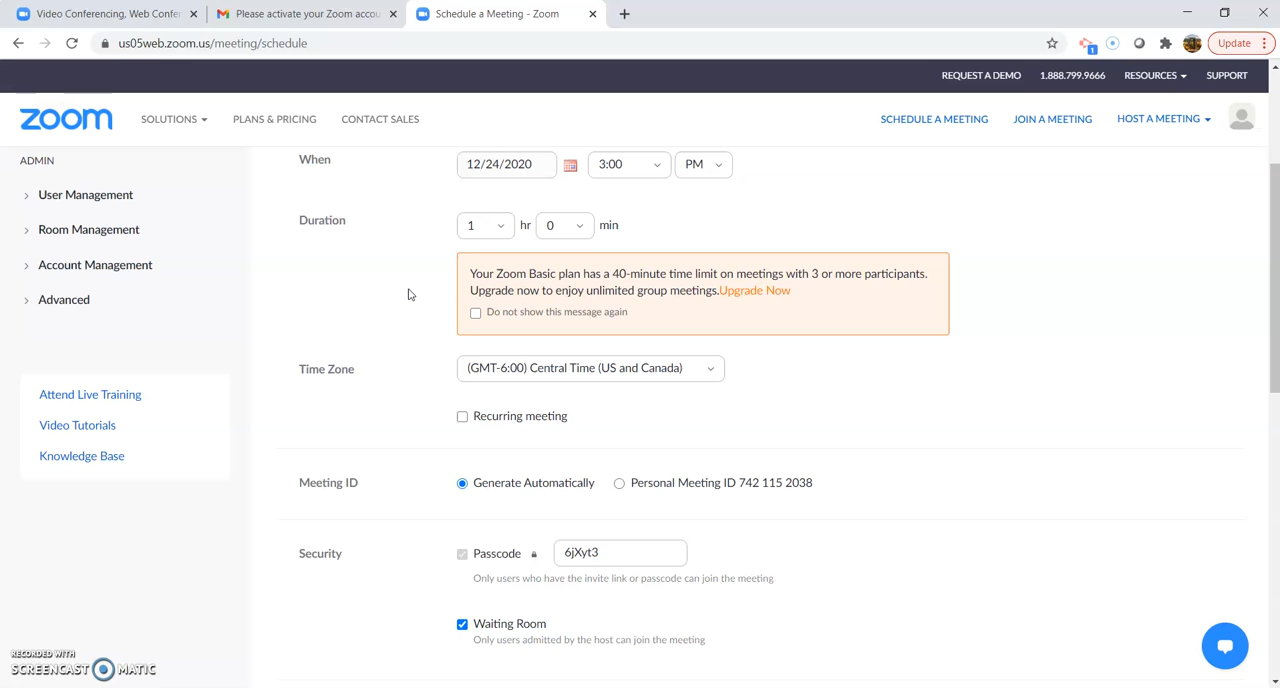 Video Conferencing, Web Confer
Please activate your Zoom accou
Schedule a Meeting - Zoom
us05web.zoom.us/meeting/schedule
1
Update
REQUEST A DEMO
1.888.799.9666
RESOURCES
SUPPORT
zoom
SOLUTIONS
PLANS & PRICING
CONTACT SALES
SCHEDULE A MEETING
JOIN A MEETING
HOST A MEETING
ADMIN
User Management
Room Management
Account Management
Advanced
Attend Live Training
Video Tutorials
Knowledge Base
When
12/24/2020
3:00
PM
Duration
1
hr
0
min
Your Zoom Basic plan has a 40-minute time limit on meetings with 3 or more participants.
Upgrade now to enjoy unlimited group meetings.Upgrade Now
Do not show this message again
Time Zone
(GMT-6:00) Central Time (US and Canada)
Recurring meeting
Meeting ID
Generate Automatically
Personal Meeting ID 742 115 2038
Security
Passcode
6jXyt3
Only users who have the invite link or passcode can join the meeting
Waiting Room
Only users admitted by the host can join the meeting
RECORDED WITH
SCREENCAST MATIC